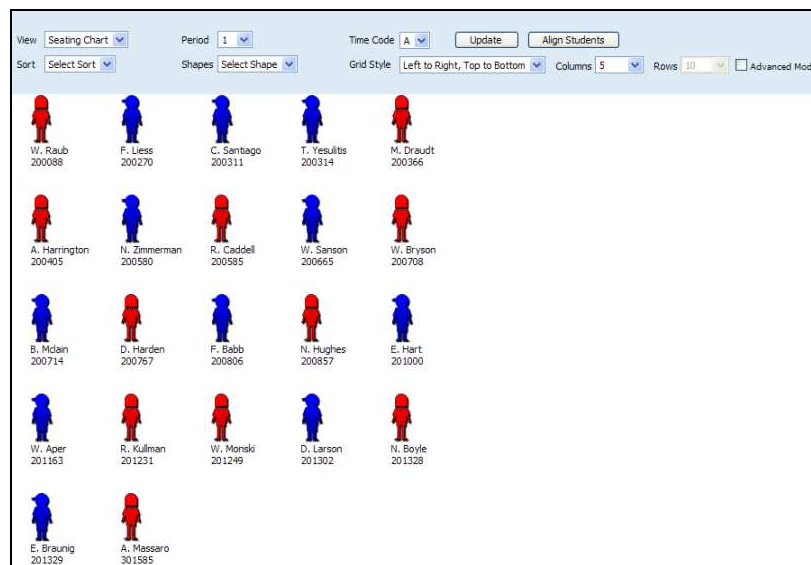 View Seating Chart Period 1 Time Code A Update Align Students
Sort Select Sort Shapes Select Shape Grid Style Left to Right, Top to Bottom Columns 5 Rows 10 Advanced Mod
W. Raub F. Liess C. Santiago T. Yesulitis M. Draudt
200088 200270 200311 200314 200366
A. Harrington N. Zimmerman R. Caddell W. Sanson W. Bryson
200405 200580 200585 200665 200708
B. Mclain D. Harden F. Babb N. Hughes E. Hart
200714 200767 200806 200857 201000
W. Aper R. Kullman W. Monski D. Larson N. Boyle
201163 201231 201249 201302 201328
E. Braunig A. Massaro
201329 301585